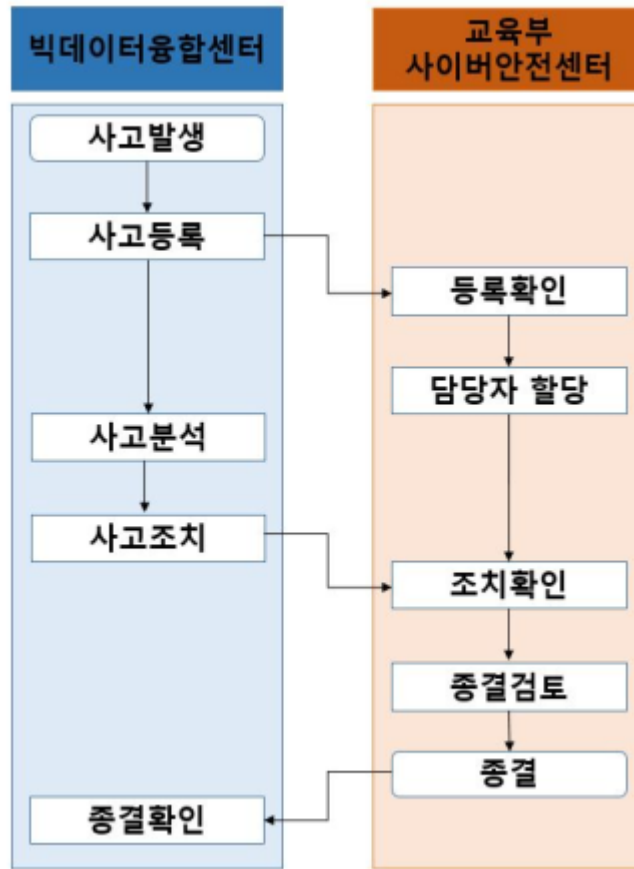 빅데이터융합센터
교육부
사이버안전센터
사고발생
사고등록
등록확인
담당자 할당
사고분석
사고조치
조치확인
종결검토
종결
종결확인